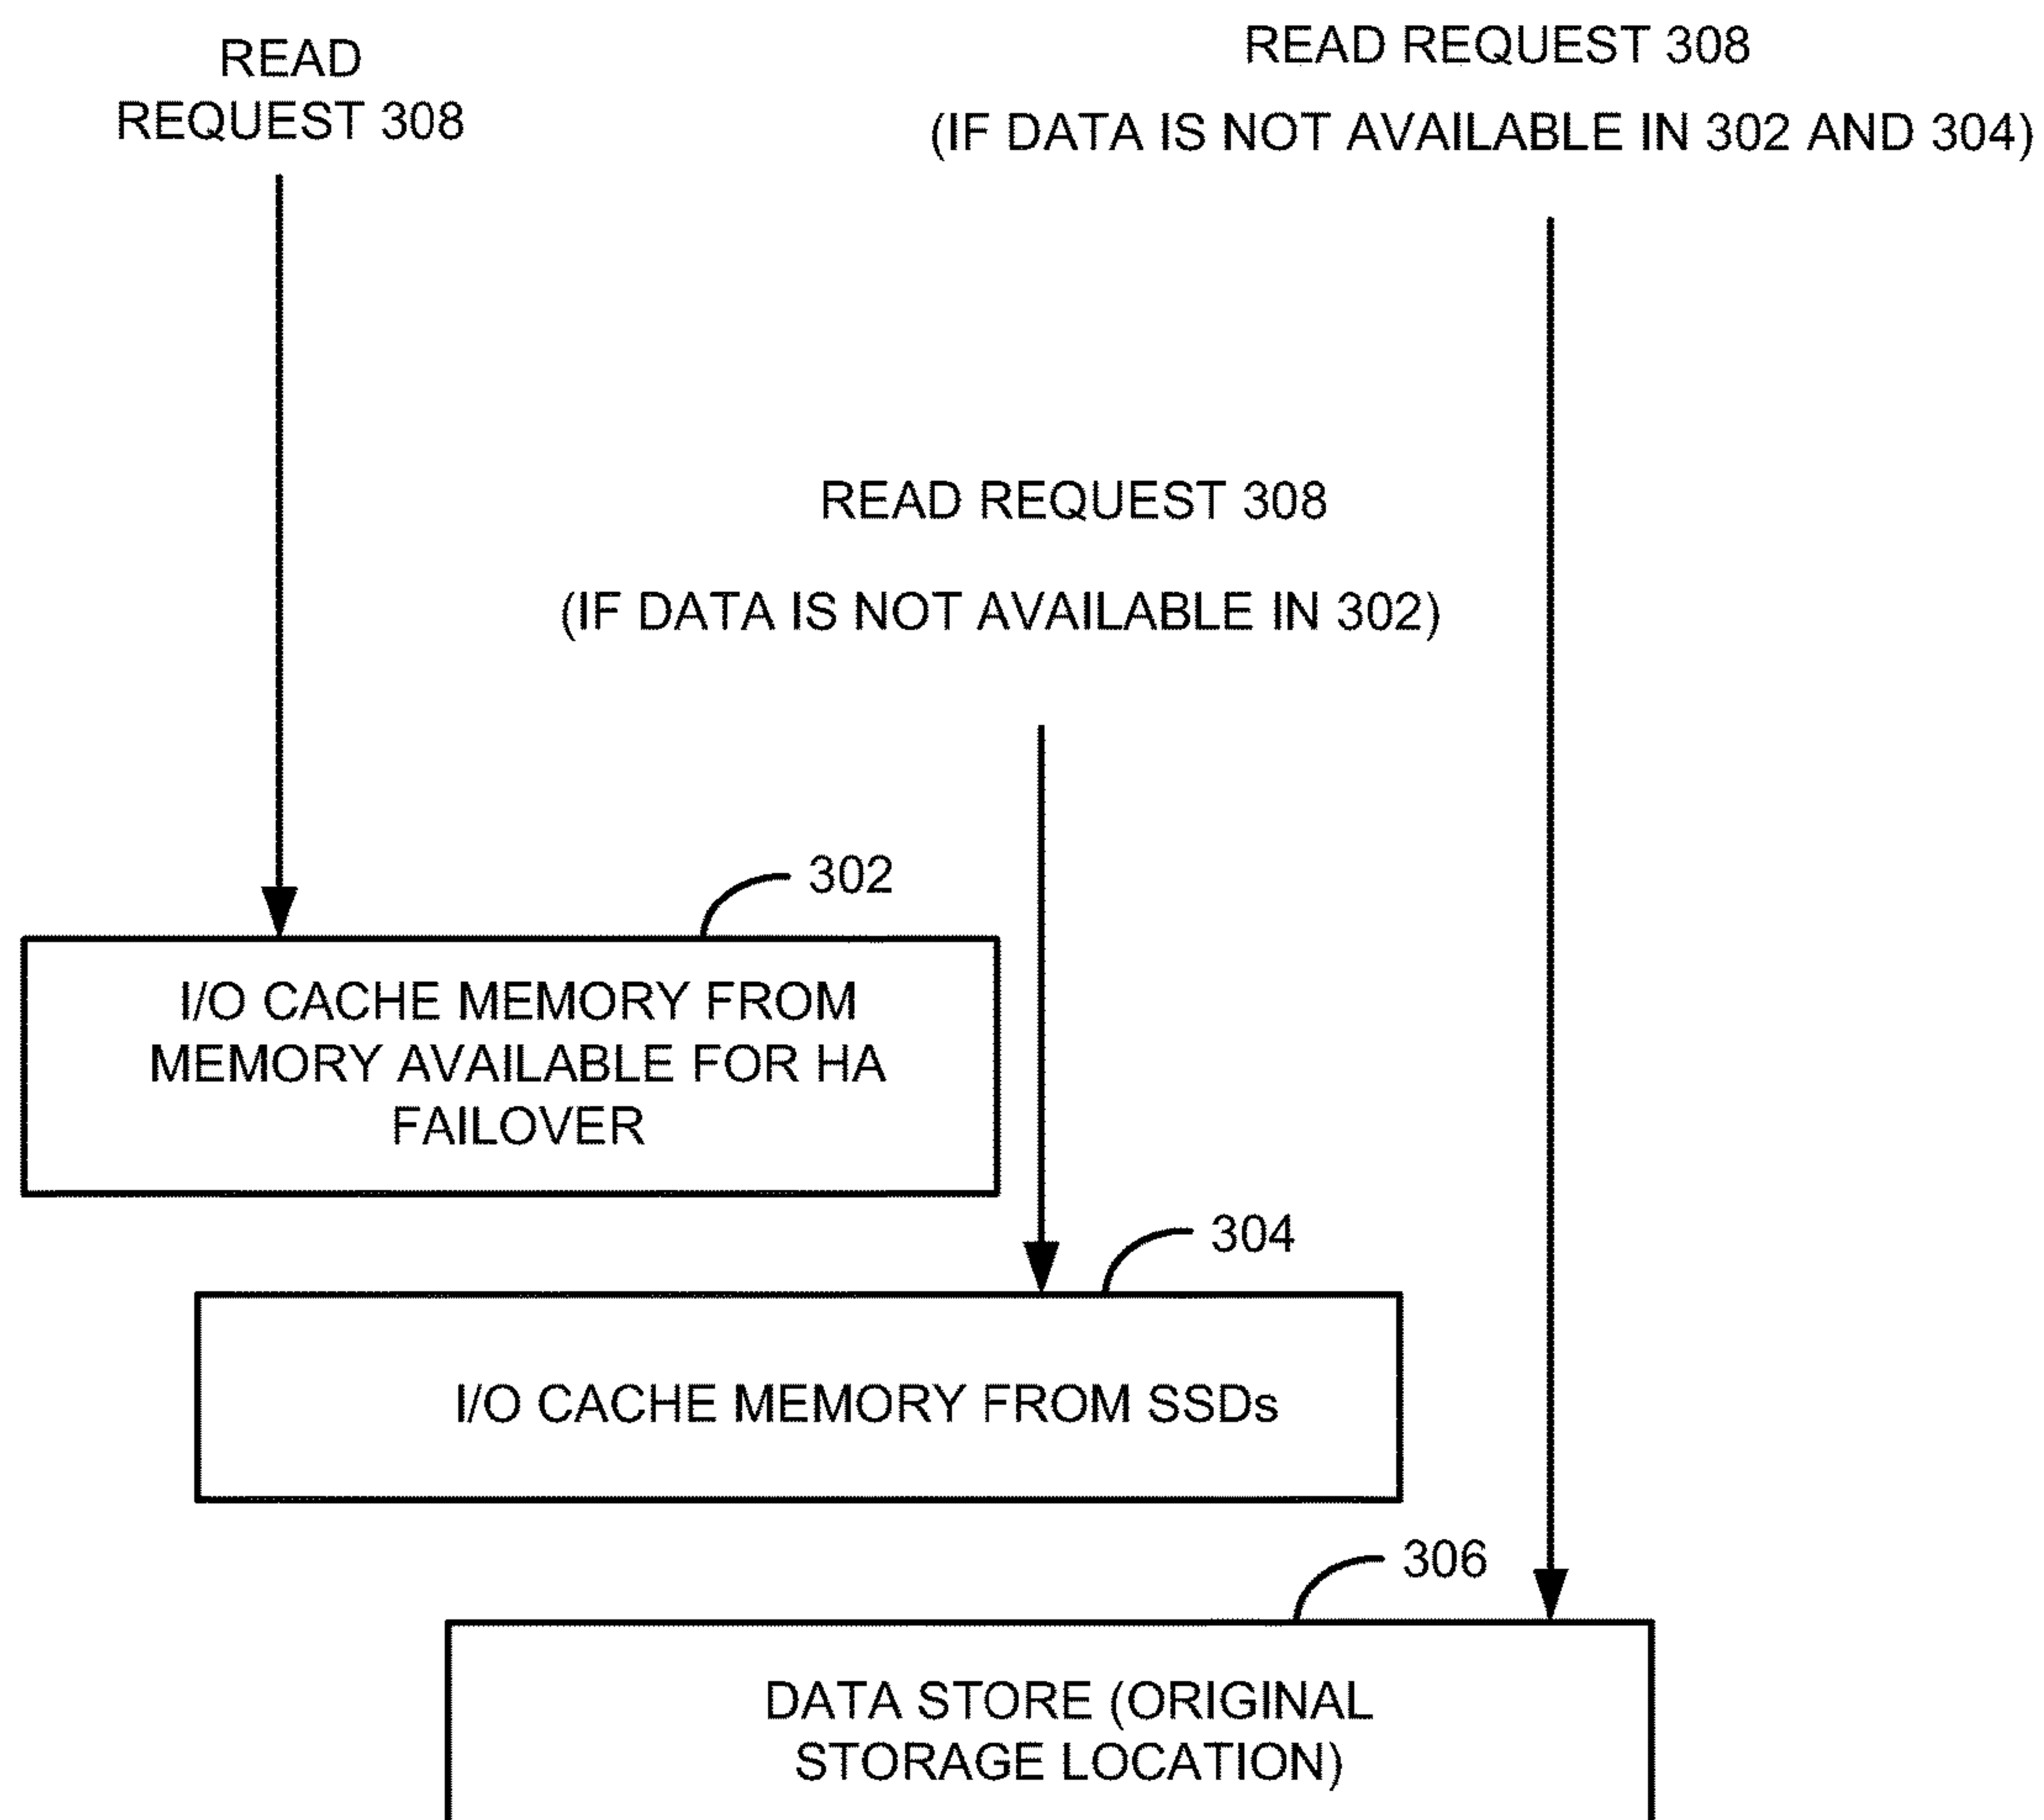 READ
REQUEST 308
READ REQUEST 308
(IF DATA IS NOT AVAILABLE IN 302 AND 304)
READ REQUEST 308
(IF DATA IS NOT AVAILABLE IN 302)
302
I/O CACHE MEMORY FROM
MEMORY AVAILABLE FOR HA
FAILOVER
304
I/O CACHE MEMORY FROM SSDs
306
DATA STORE (ORIGINAL
STORAGE LOCATION)